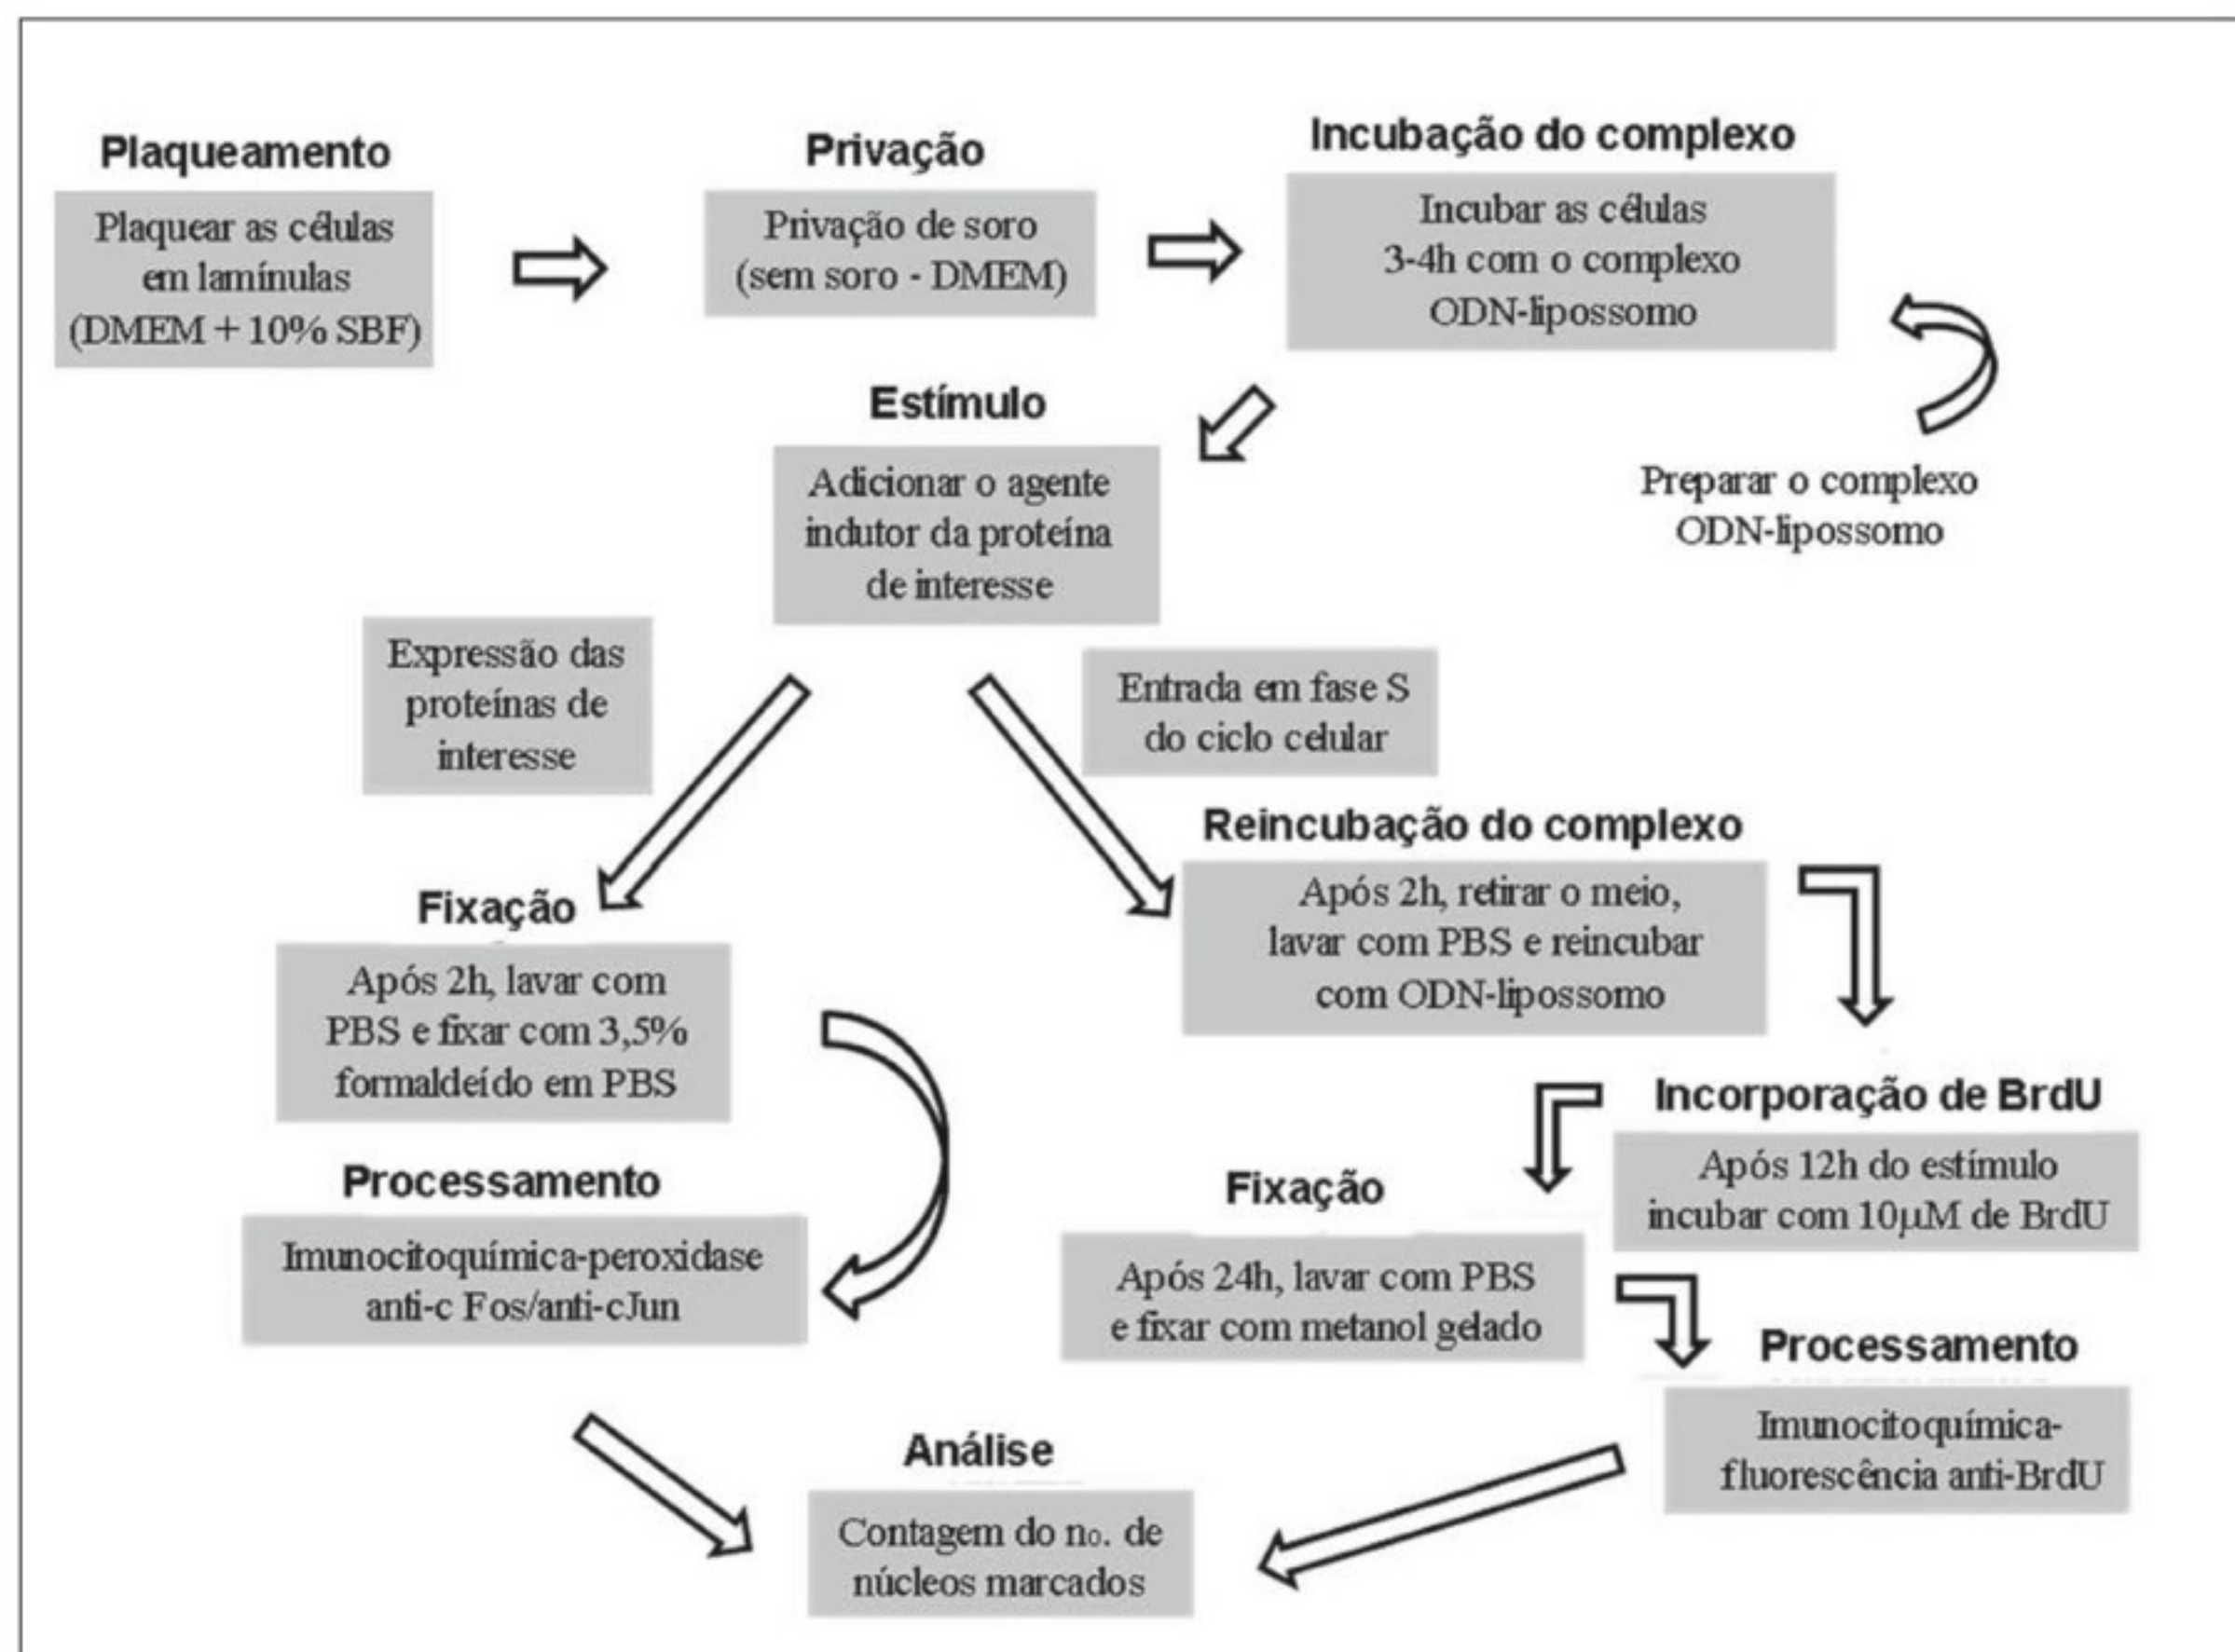 Plaqueamento
Plaquear as células
em lamínulas
(DMEM + 10% SBF)
Privação
Privação de soro
(sem soro - DMEM)
Incubação do complexo
Incubar as células
3-4h com o complexo
ODN-lipossomo
Preparar o complexo
ODN-lipossomo
Estímulo
Adicionar o agente
indutor da proteína
de interesse
Expressão das
proteínas de
interesse
Entrada em fase S
do ciclo celular
Fixação
Após 2h, lavar com
PBS e fixar com 3,5%
formaldeído em PBS
Processamento
Imunocitoquímica-peroxidase
anti-c Fos/anti-cJun
Reincubação do complexo
Após 2h, retirar o meio,
lavar com PBS e reincubar
com ODN-lipossomo
Incorporação de BrdU
Após 12h do estímulo
incubar com 10µM de BrdU
Fixação
Após 24h, lavar com PBS
e fixar com metanol gelado
Processamento
Imunocitoquímica-
fluorescência anti-BrdU
Análise
Contagem do no. de
núcleos marcados